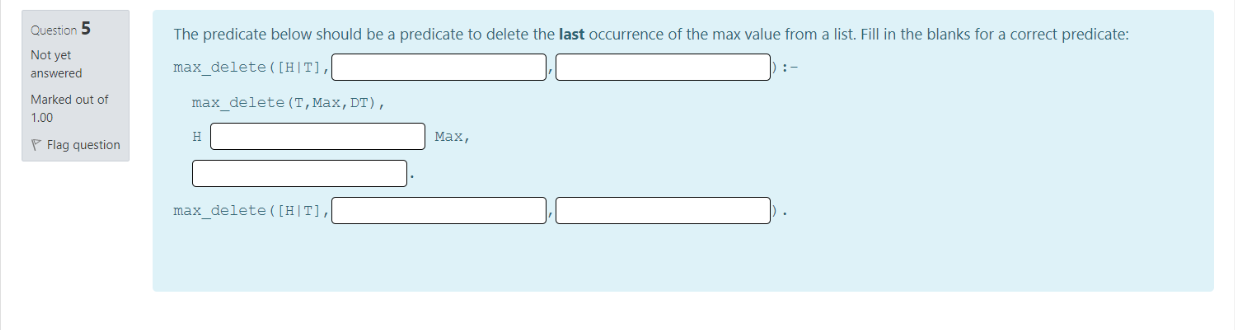 Question 5
Not yet
answered
Marked out of
1.00
Flag question
The predicate below should be a predicate to delete the last occurrence of the max value from a list. Fill in the blanks for a correct predicate:
max_delete([H|T], , ):-
max_delete(T,Max,DT),
H Max,
.
max_delete([H|T], , ).